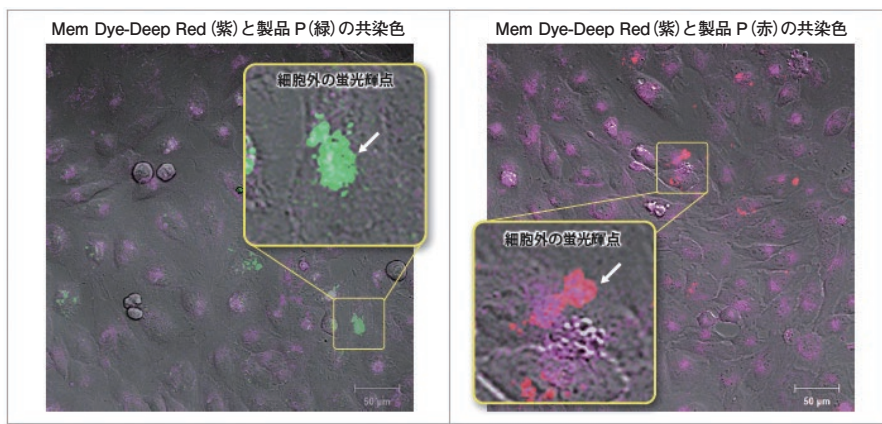 Mem Dye-Deep Red(紫)と製品 P(緑)の共染色
細胞外の蛍光輝点
50 μm
Mem Dye-Deep Red(紫)と製品 P(赤)の共染色
細胞外の蛍光輝点
50 μm